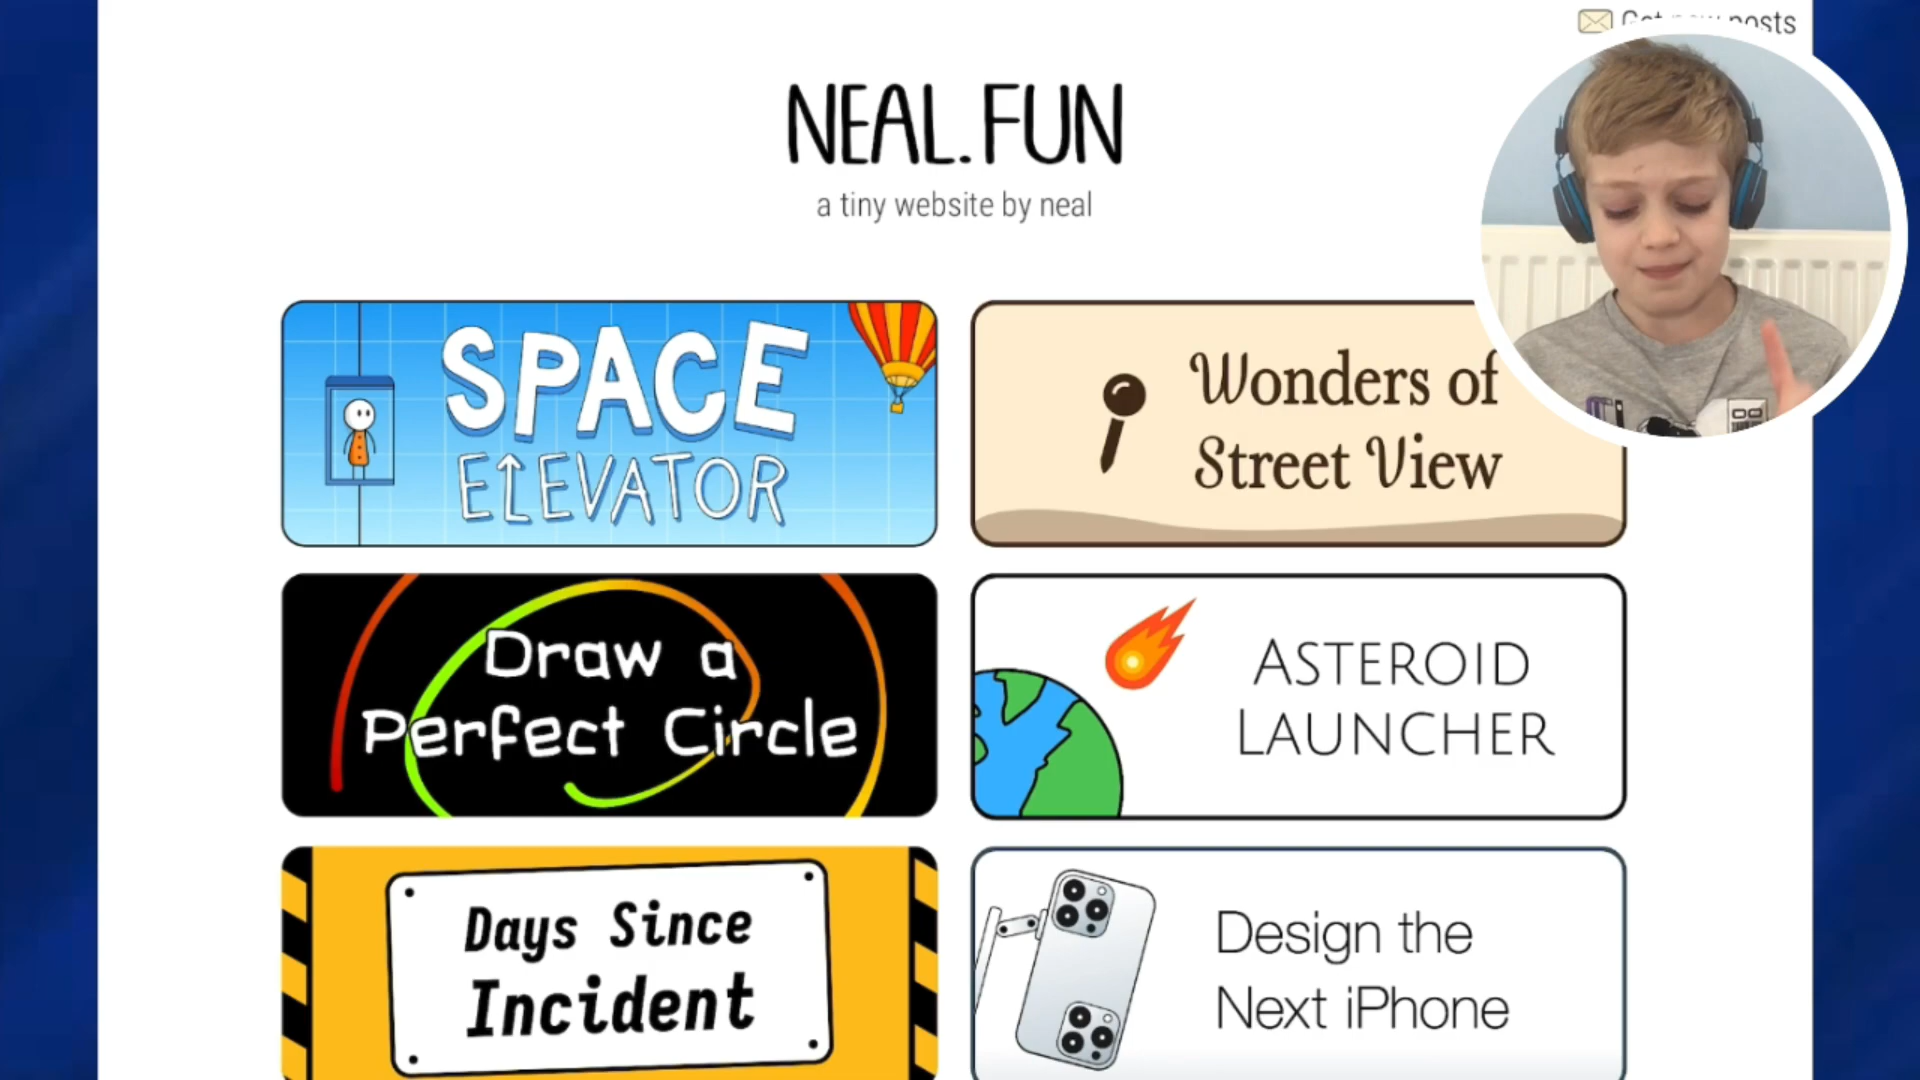 posts
NEAL.FUN
a tiny website by neal
SPACE
ELEVATOR
Wonders of
Street View
Draw a
Perfect Circle
ASTEROID
LAUNCHER
Days Since
Incident
Design the
Next iPhone